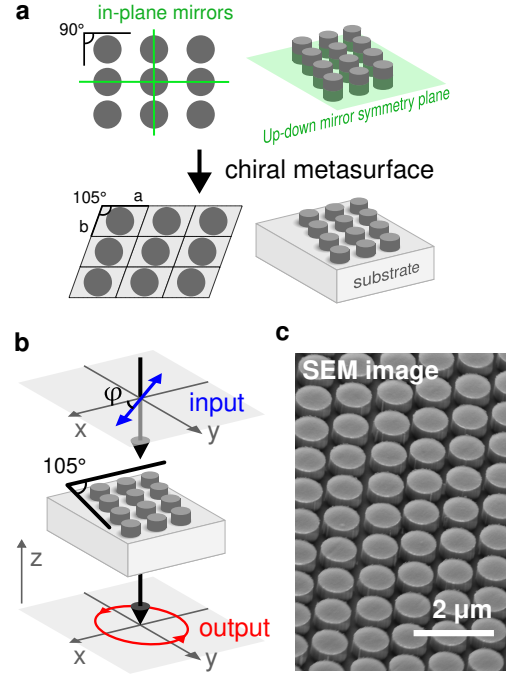 a
in-plane mirrors
90°
Up-down mirror symmetry plane
chiral metasurface
105°
a
b
substrate
b
φ
input
x
y
105°
z
output
x
y
c
SEM image
2 µm